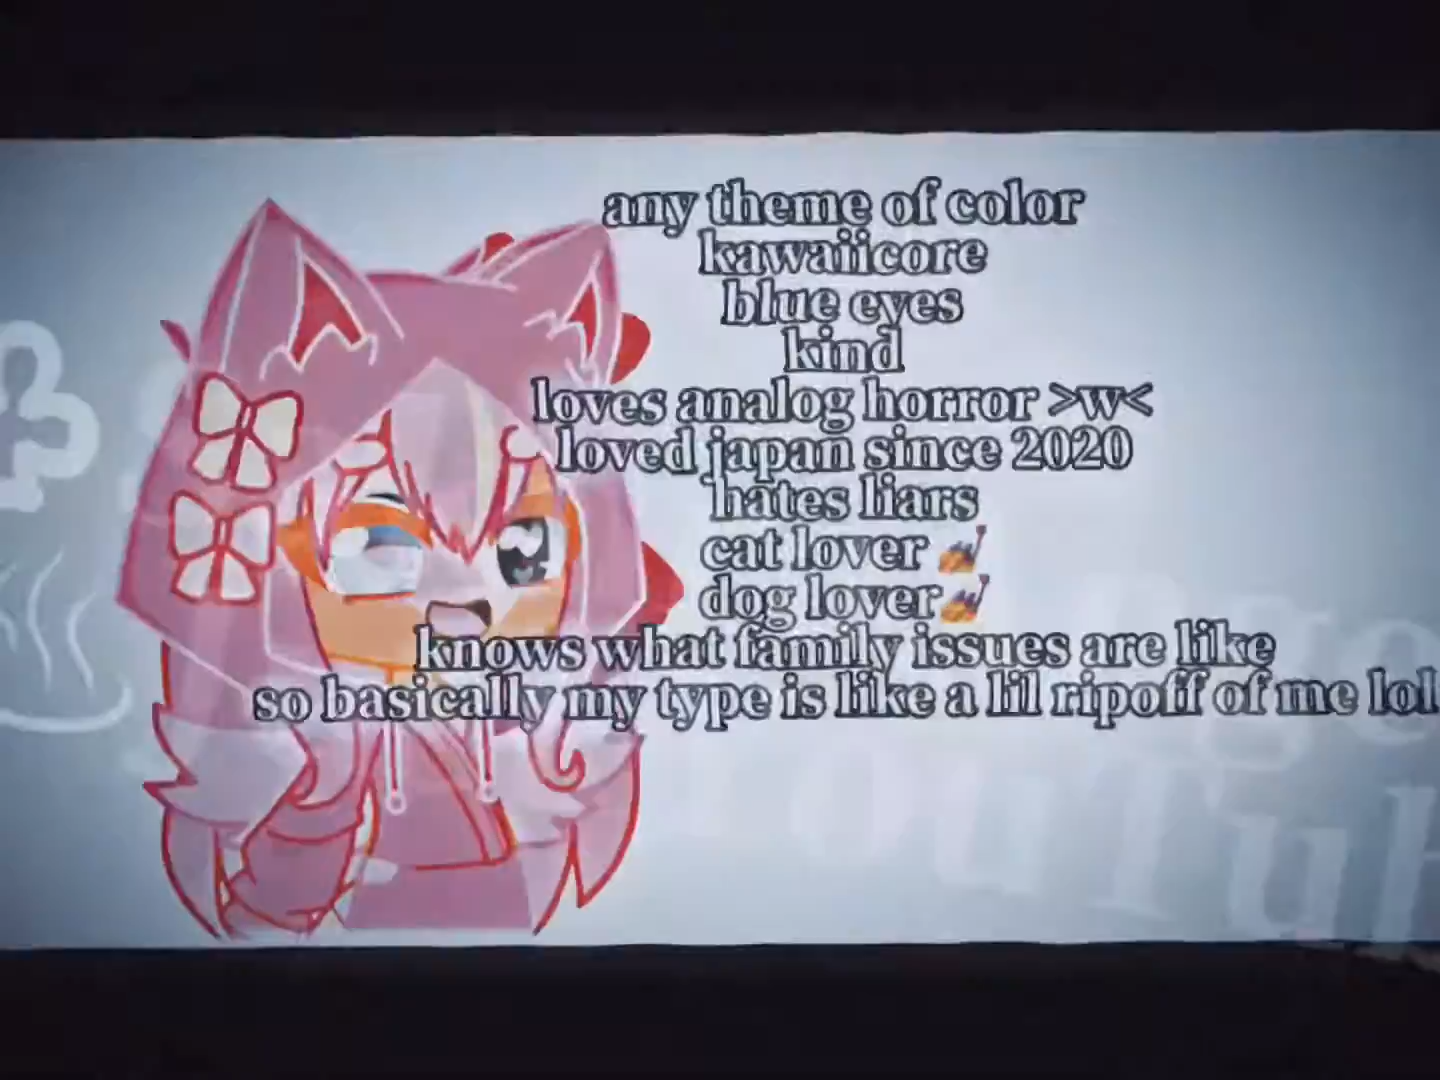 any theme of color
kawaiicore
blue eyes
kind
loves analog horror >w<
loved japan since 2020
hates liars
cat lover 💅
dog lover💅
knows what family issues are like
so basically my type is like a lil ripoff of me lol